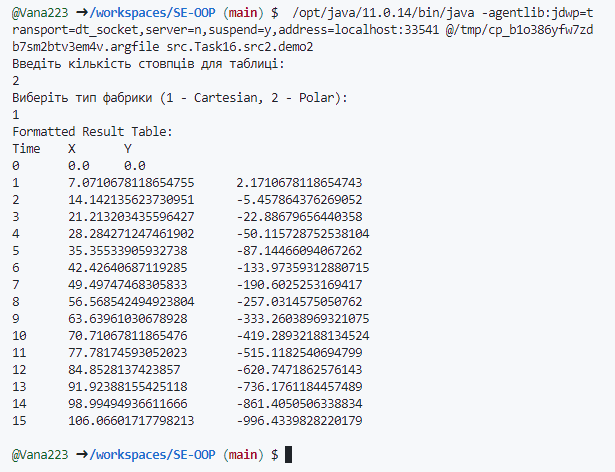 @Vana223 ➜/workspaces/SE-OOP (main) $  /opt/java/11.0.14/bin/java -agentlib:jdwp=t
ransport=dt_socket,server=n,suspend=y,address=localhost:33541 @/tmp/cp_b1o386yfw7zd
b7sm2btv3em4v.argfile src.Task16.src2.demo2
Введіть кількість стовпців для таблиці:
2
Виберіть тип фабрики (1 - Cartesian, 2 - Polar):
1
Formatted Result Table:
Time X Y
0 0.0 0.0
1 7.0710678118654755 2.1710678118654743
2 14.142135623730951 -5.457864376269052
3 21.213203435596427 -22.88679656440358
4 28.284271247461902 -50.115728752538104
5 35.35533905932738 -87.14466094067262
6 42.42640687119285 -133.97359312880715
7 49.49747468305833 -190.6025253169417
8 56.568542494923804 -257.0314575050762
9 63.63961030678928 -333.26038969321075
10 70.71067811865476 -419.28932188134524
11 77.78174593052023 -515.1182540694799
12 84.8528137423857 -620.7471862576143
13 91.92388155425118 -736.1761184457489
14 98.99494936611666 -861.4050506338834
15 106.06601717798213 -996.4339828220179
@Vana223 ➜/workspaces/SE-OOP (main) $